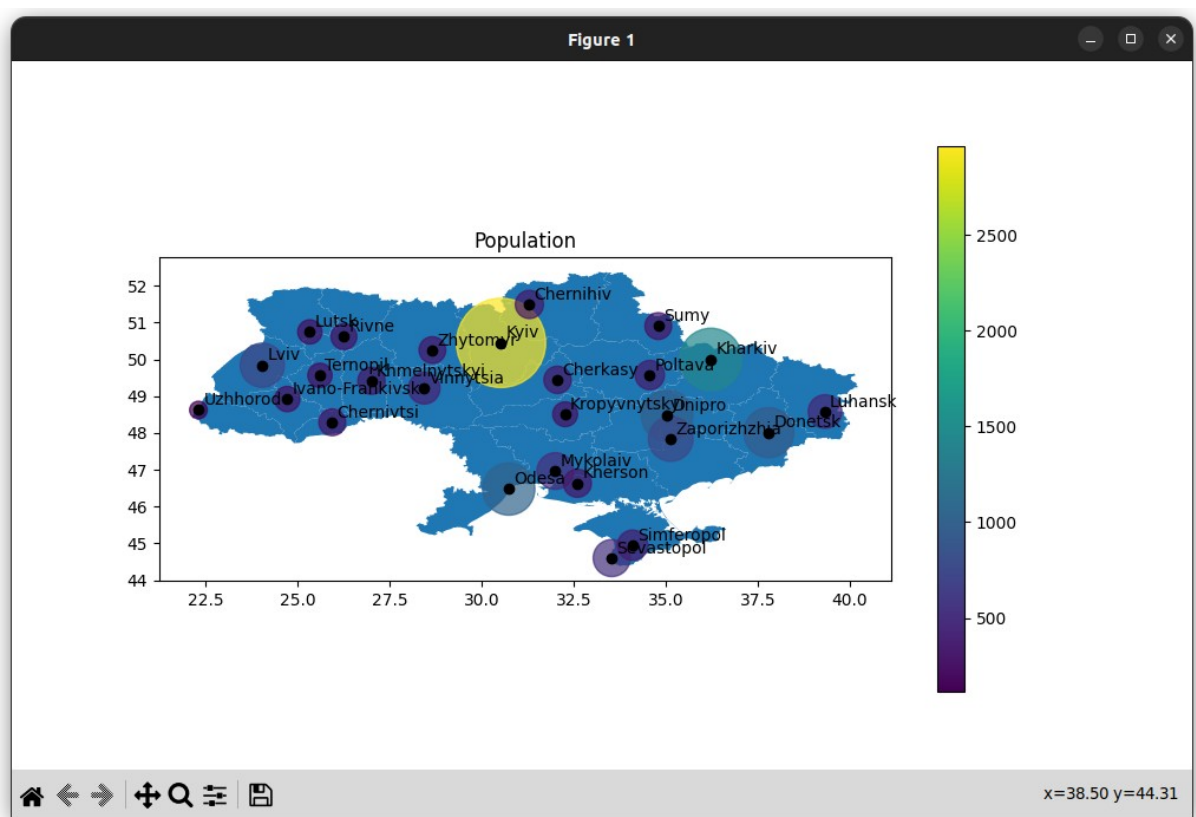 Figure 1
Population
52
51
50
49
48
47
46
45
44
22.5 25.0 27.5 30.0 32.5 35.0 37.5 40.0
Chernihiv
Sumy
Lutsk
Rivne
Kyiv
Zhytomyr
Kharkiv
Lviv
Ternopil
Khmelnytskyi
Vinnytsia
Cherkasy
Poltava
Ivano-Frankivsk
Uzhhorod
Chernivtsi
Kropyvnytskyi
Dnipro
Luhansk
Zaporizhzhia
Donetsk
Mykolaiv
Kherson
Odesa
Simferopol
Sevastopol
2500
2000
1500
1000
500
x=38.50 y=44.31